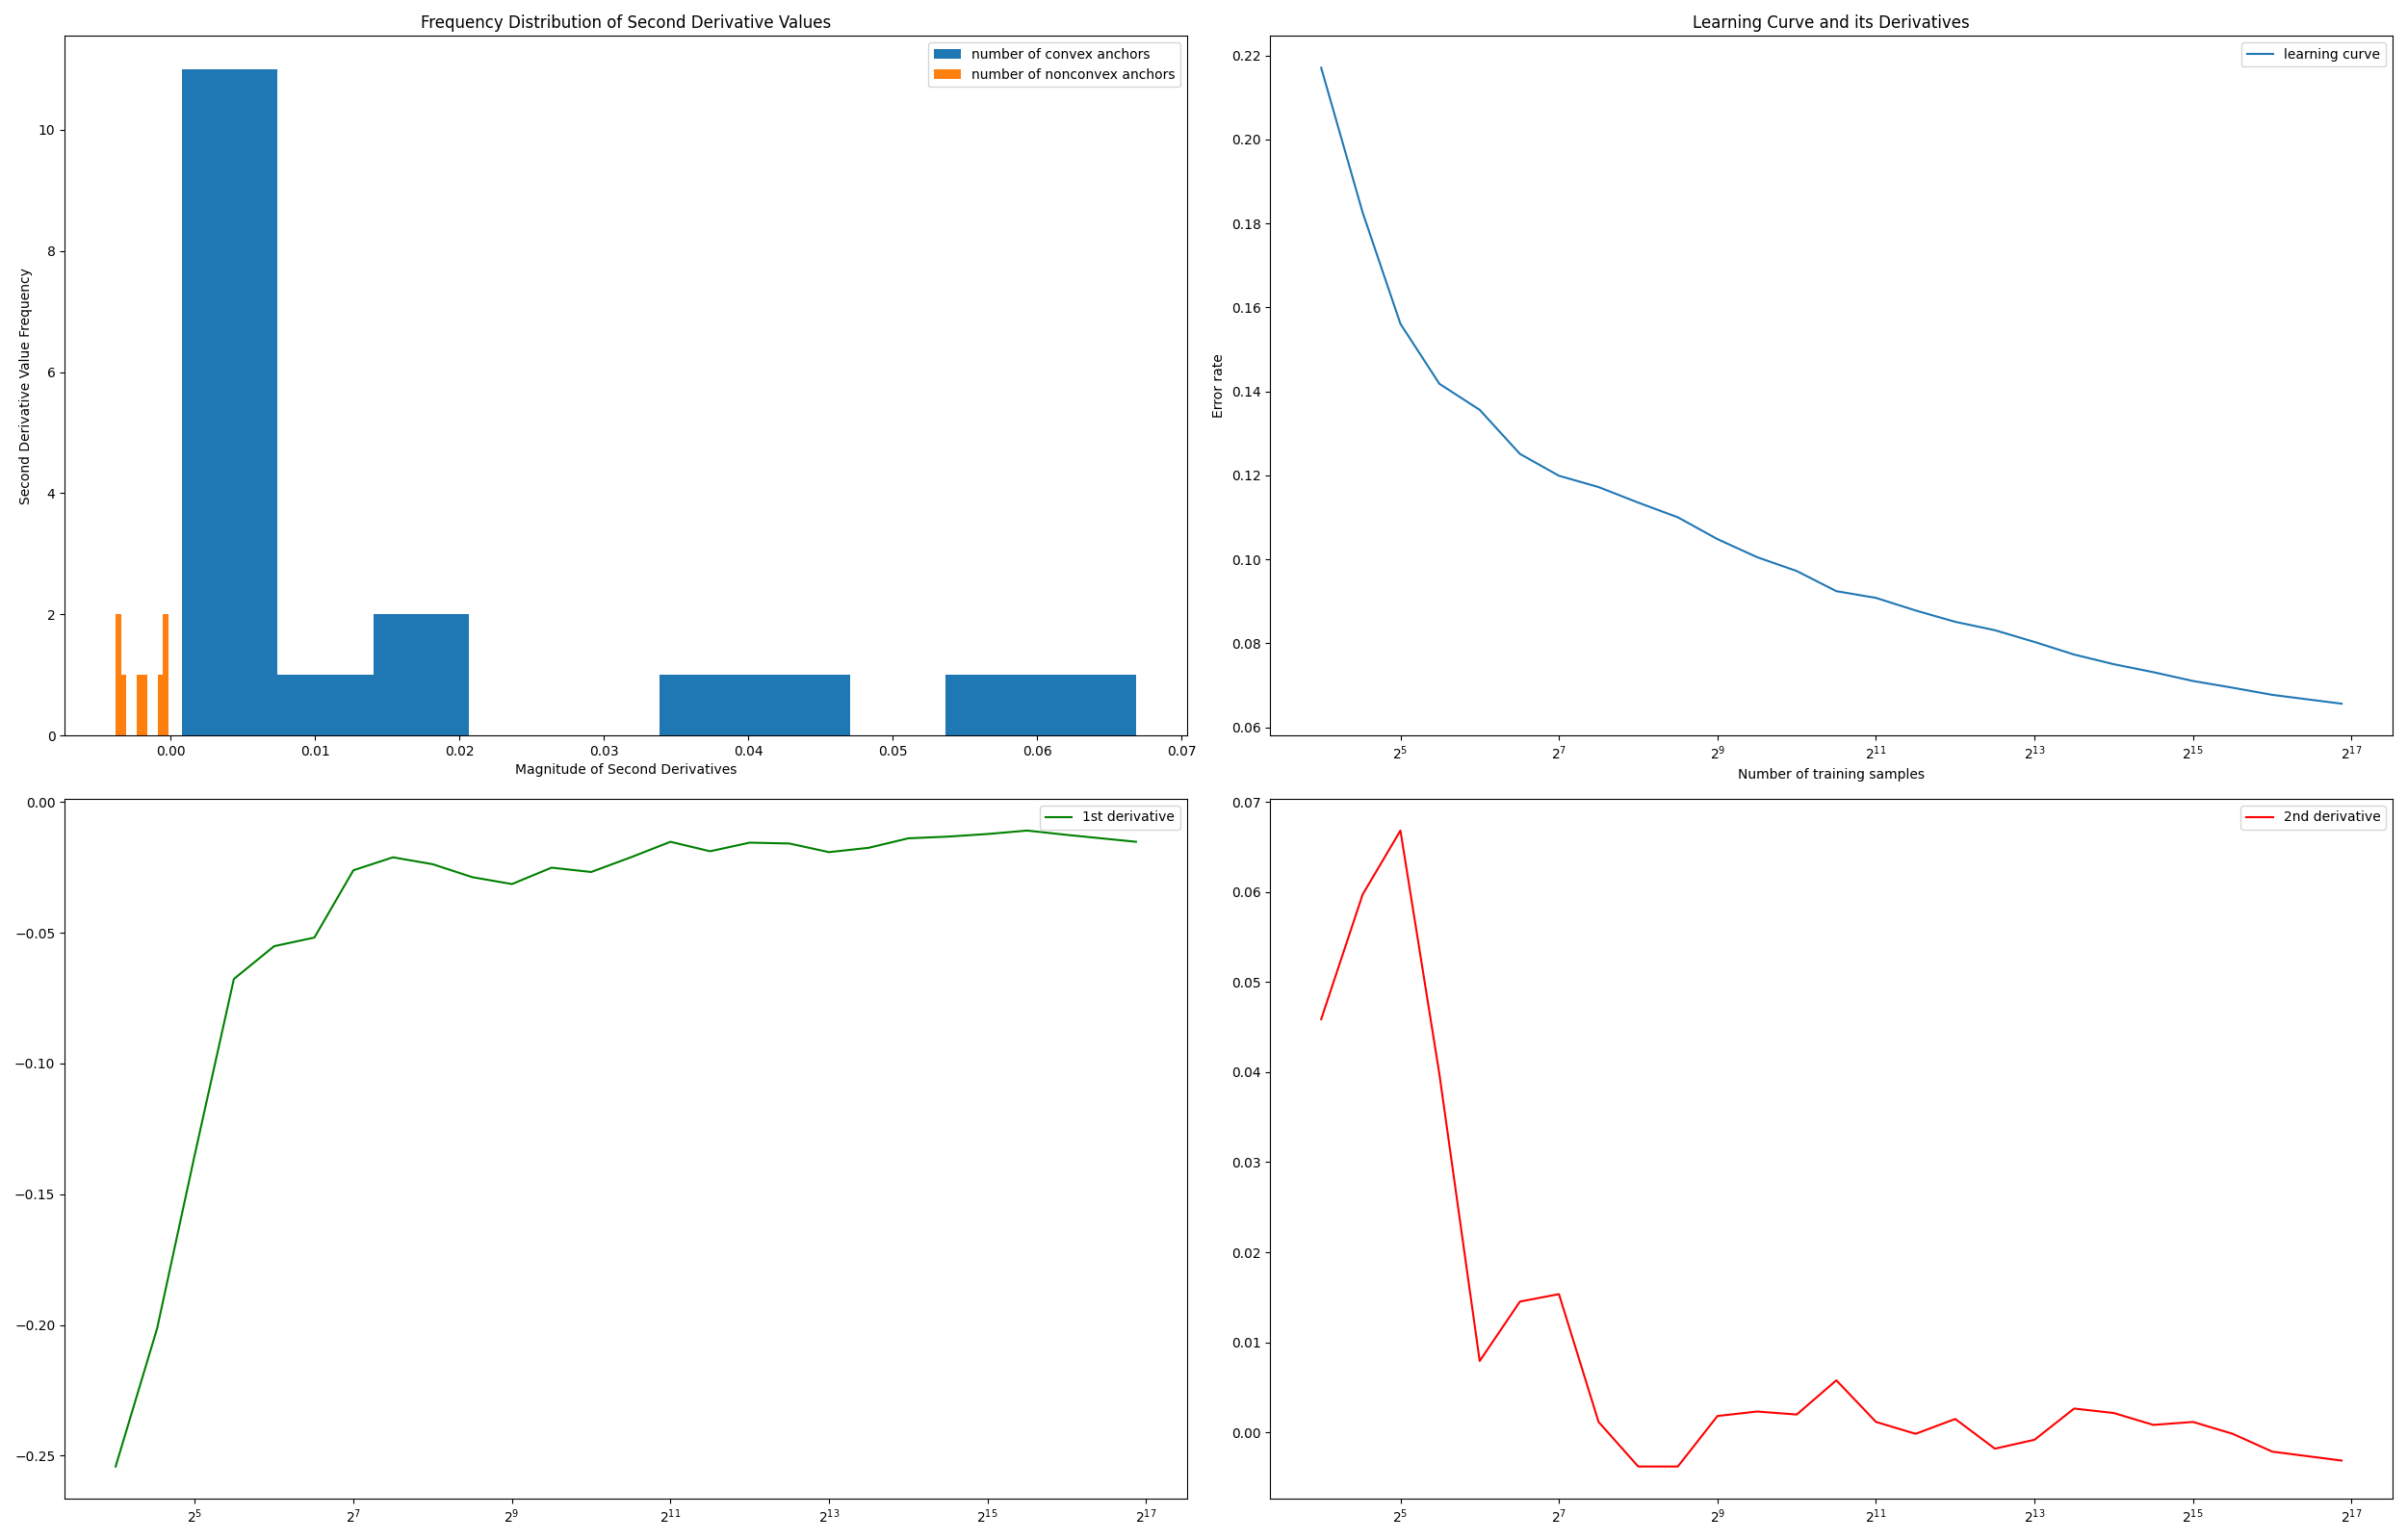 Frequency Distribution of Second Derivative Values
number of convex anchors
number of nonconvex anchors
Second Derivative Value Frequency
10
8
6
4
2
0
0.00 0.01 0.02 0.03 0.04 0.05 0.06 0.07
Magnitude of Second Derivatives
Learning Curve and its Derivatives
learning curve
Error rate
0.22
0.20
0.18
0.16
0.14
0.12
0.10
0.08
0.06
2^5 2^7 2^9 2^11 2^13 2^15 2^17
Number of training samples
1st derivative
0.00
−0.05
−0.10
−0.15
−0.20
−0.25
2^5 2^7 2^9 2^11 2^13 2^15 2^17
2nd derivative
0.07
0.06
0.05
0.04
0.03
0.02
0.01
0.00
2^5 2^7 2^9 2^11 2^13 2^15 2^17